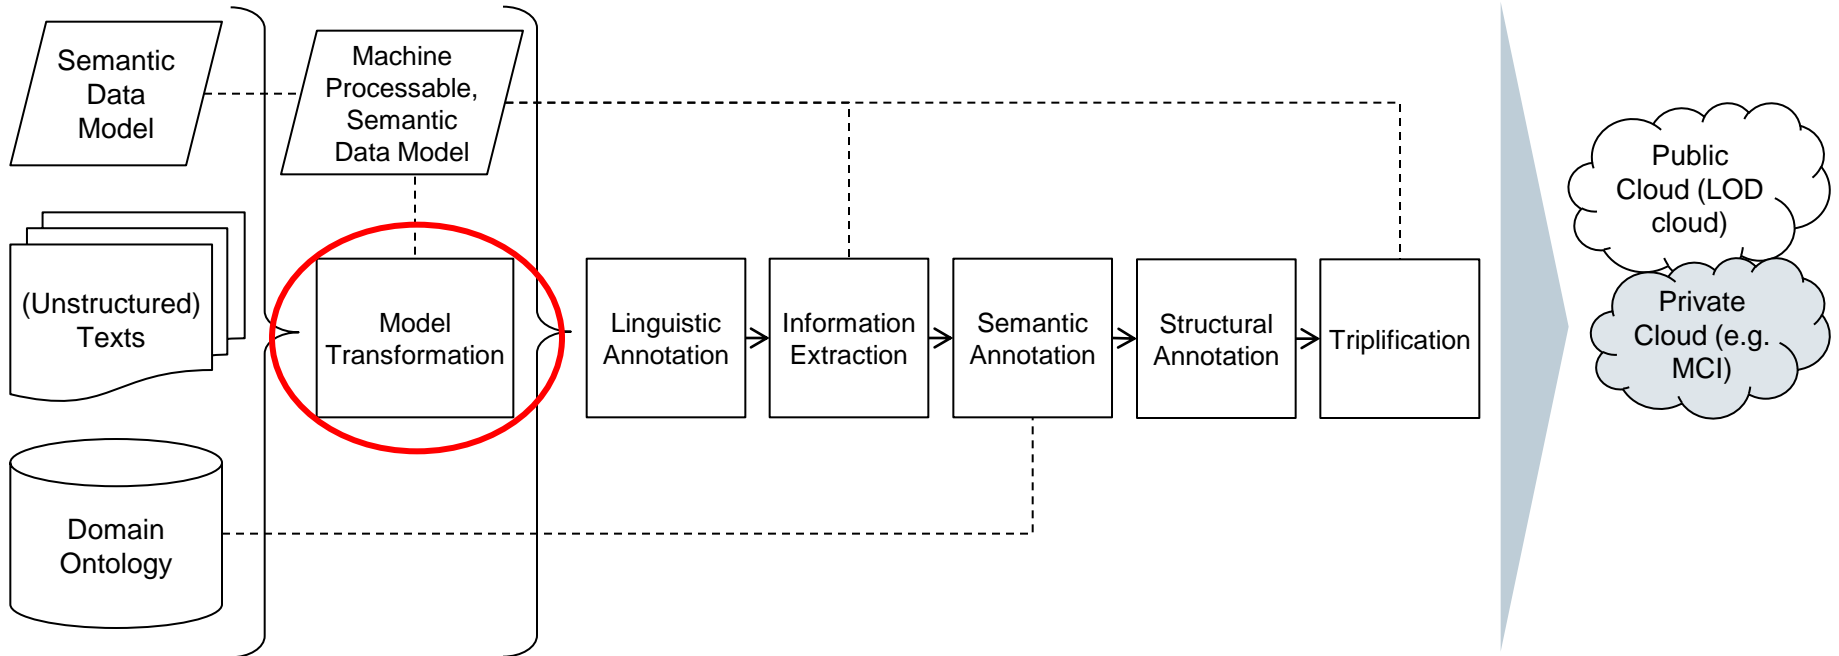 Semantic
Data
Model
Machine
Processable,
Semantic
Data Model
(Unstructured)
Texts
Model
Transformation
Linguistic
Annotation
Information
Extraction
Semantic
Annotation
Structural
Annotation
Triplification
Public
Cloud (LOD
cloud)
Private
Cloud (e.g.
MCI)
Domain
Ontology